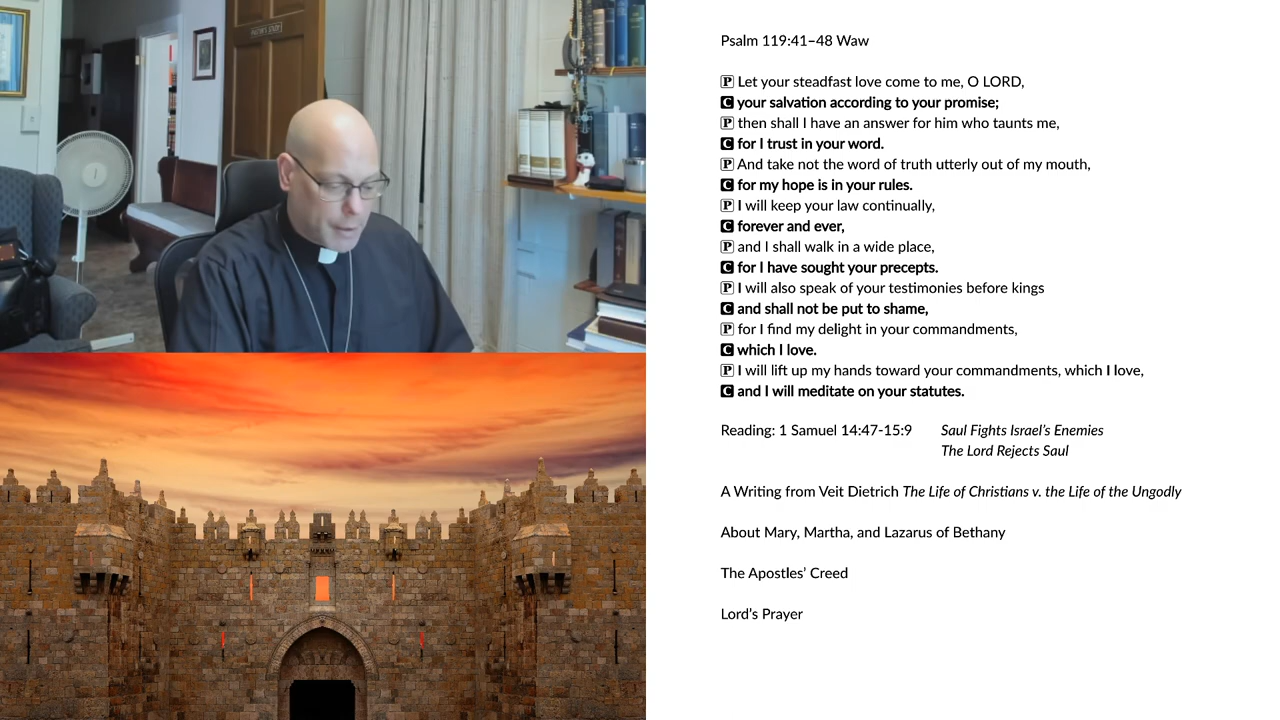 Psalm 119:41–48 Waw
P Let your steadfast love come to me, O LORD,
C your salvation according to your promise;
P then shall I have an answer for him who taunts me,
C for I trust in your word.
P And take not the word of truth utterly out of my mouth,
C for my hope is in your rules.
P I will keep your law continually,
C forever and ever,
P and I shall walk in a wide place,
C for I have sought your precepts.
P I will also speak of your testimonies before kings
C and shall not be put to shame,
P for I find my delight in your commandments,
C which I love.
P I will lift up my hands toward your commandments, which I love,
C and I will meditate on your statutes.
Reading: 1 Samuel 14:47-15:9 Saul Fights Israel's Enemies
The Lord Rejects Saul
A Writing from Veit Dietrich The Life of Christians v. the Life of the Ungodly
About Mary, Martha, and Lazarus of Bethany
The Apostles' Creed
Lord's Prayer